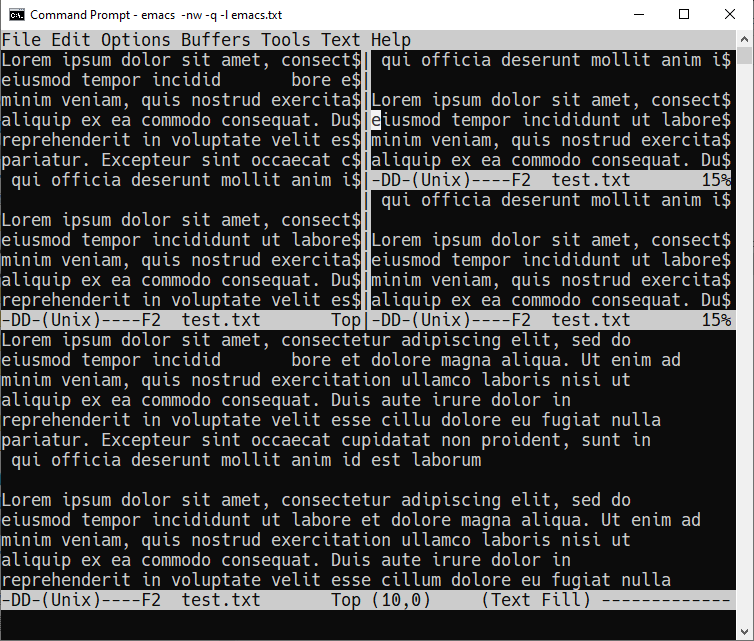 Command Prompt - emacs -nw -q -l emacs.txt
File Edit Options Buffers Tools Text Help
Lorem ipsum dolor sit amet, consect$
eiusmod tempor incidid       bore e$
minim veniam, quis nostrud exercita$
aliquip ex ea commodo consequat. Du$
reprehenderit in voluptate velit es$
pariatur. Excepteur sint occaecat c$
 qui officia deserunt mollit anim i$

Lorem ipsum dolor sit amet, consect$
eiusmod tempor incididunt ut labore$
minim veniam, quis nostrud exercita$
aliquip ex ea commodo consequat. Du$
reprehenderit in voluptate velit es$
-DD-(Unix)----F2  test.txt       Top
 qui officia deserunt mollit anim i$

Lorem ipsum dolor sit amet, consect$
eiusmod tempor incididunt ut labore$
minim veniam, quis nostrud exercita$
aliquip ex ea commodo consequat. Du$
-DD-(Unix)----F2  test.txt       15%
 qui officia deserunt mollit anim i$

Lorem ipsum dolor sit amet, consect$
eiusmod tempor incididunt ut labore$
minim veniam, quis nostrud exercita$
aliquip ex ea commodo consequat. Du$
-DD-(Unix)----F2  test.txt       15%
Lorem ipsum dolor sit amet, consectetur adipiscing elit, sed do
eiusmod tempor incidid       bore et dolore magna aliqua. Ut enim ad
minim veniam, quis nostrud exercitation ullamco laboris nisi ut
aliquip ex ea commodo consequat. Duis aute irure dolor in
reprehenderit in voluptate velit esse cillu dolore eu fugiat nulla
pariatur. Excepteur sint occaecat cupidatat non proident, sunt in
 qui officia deserunt mollit anim id est laborum

Lorem ipsum dolor sit amet, consectetur adipiscing elit, sed do
eiusmod tempor incididunt ut labore et dolore magna aliqua. Ut enim ad
minim veniam, quis nostrud exercitation ullamco laboris nisi ut
aliquip ex ea commodo consequat. Duis aute irure dolor in
reprehenderit in voluptate velit esse cillum dolore eu fugiat nulla
-DD-(Unix)----F2  test.txt       Top (10,0)     (Text Fill) -------------